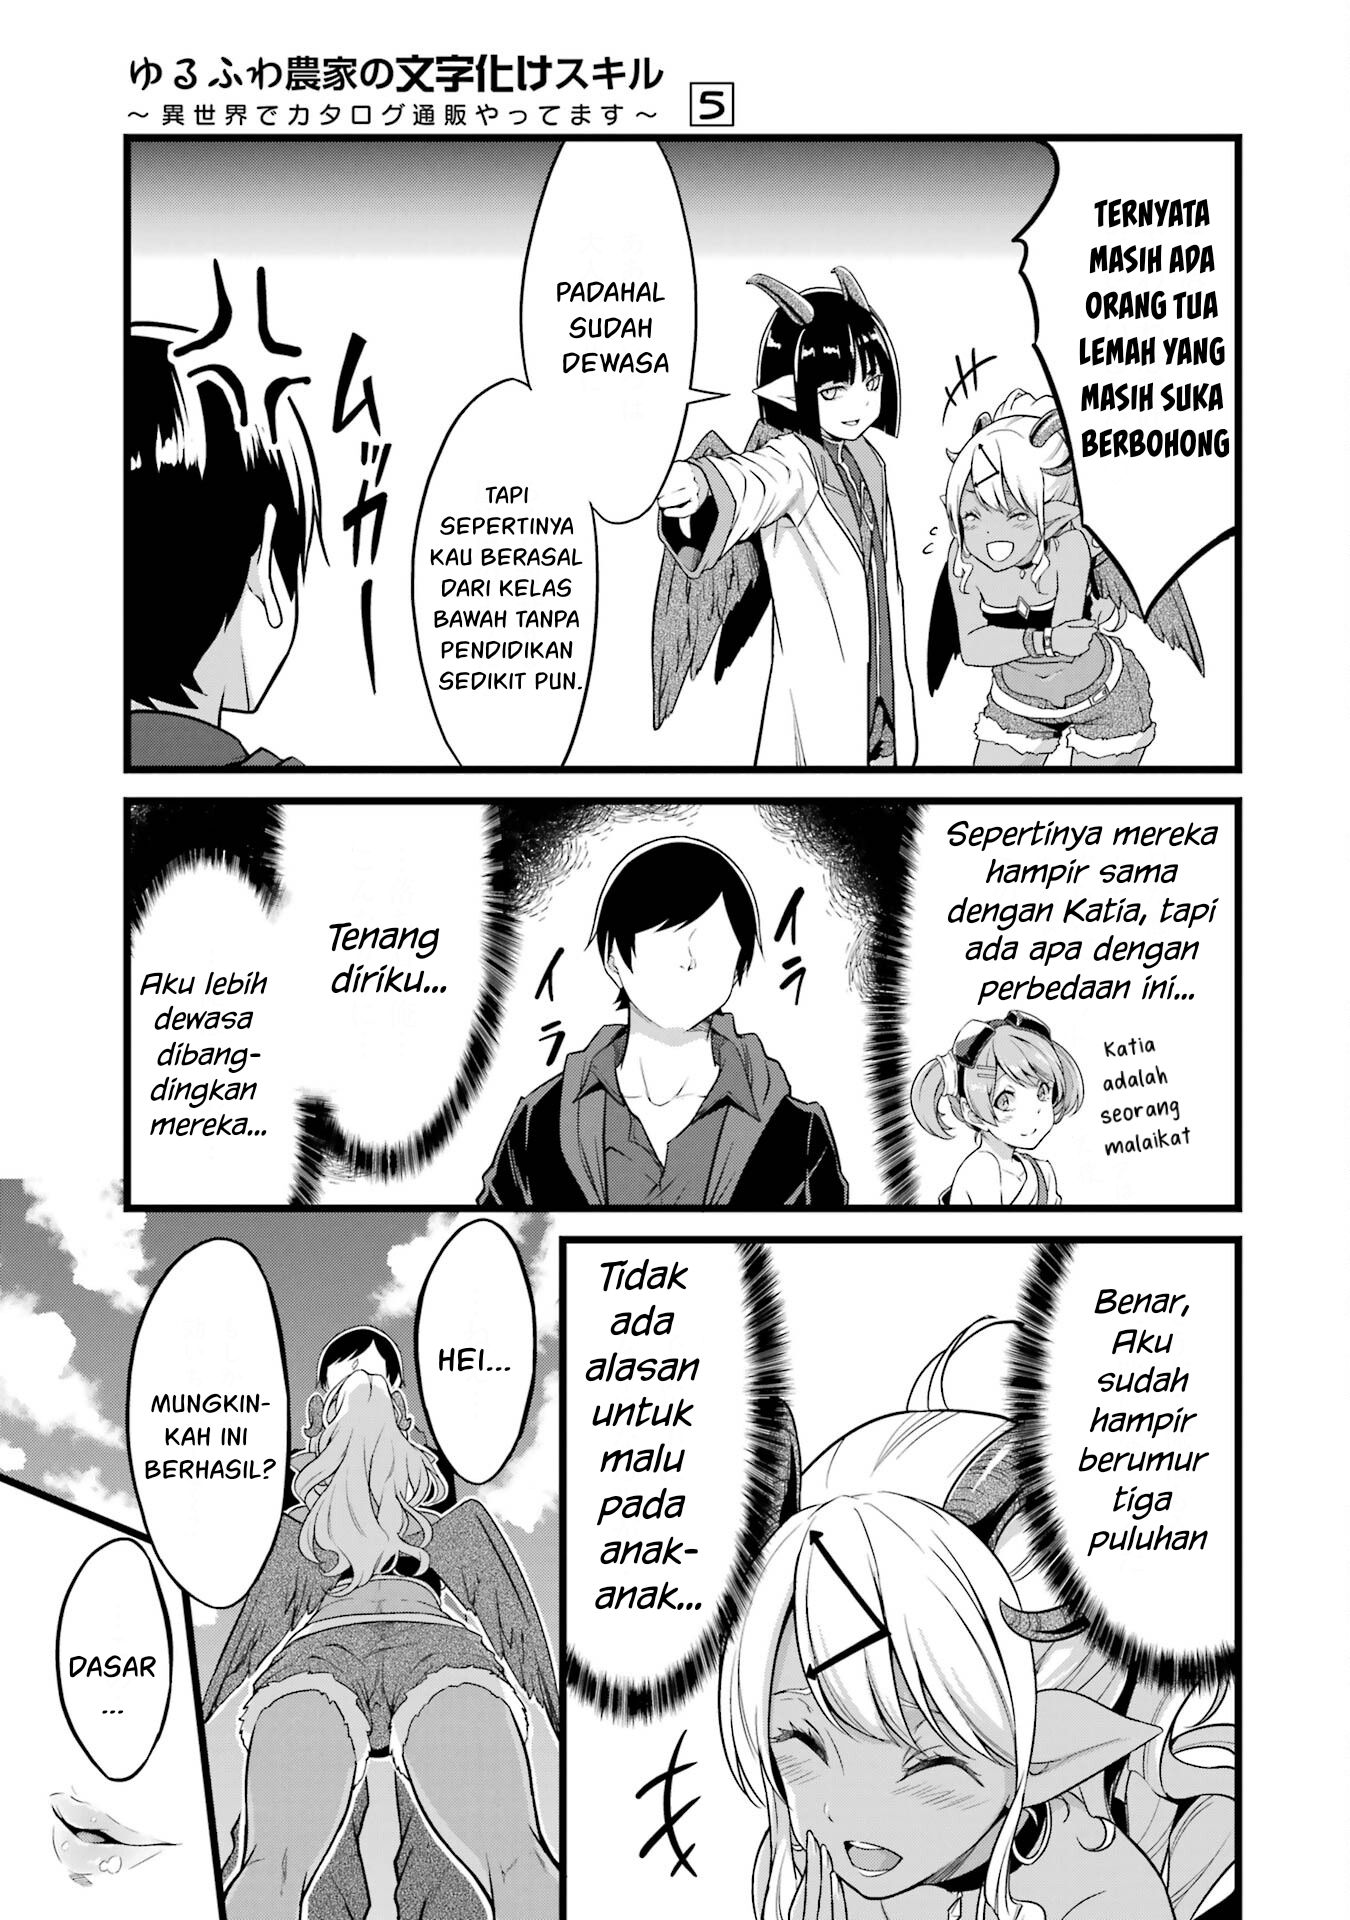 ゆるふわ農家の文字化けスキル
～異世界でカタログ通販やってます～
5
TERNYATA
MASIH ADA
ORANG TUA
LEMAH YANG
MASIH SUKA
BERBOHONG
PADAHAL
SUDAH
DEWASA
TAPI
SEPERTINYA
KAU BERASAL
DARI KELAS
BAWAH TANPA
PENDIDIKAN
SEDIKIT PUN.
ムカー
Sepertinya mereka
hampir sama
dengan Katia, tapi
ada apa dengan
perbedaan ini...
Katia
adalah
seorang
malaikat
イラ
イラ
Tenang
diriku...
Aku lebih
dewasa
dibang-
dingkan
mereka...
Benar,
Aku
sudah
hampir
berumur
tiga
puluhan
Tidak
ada
alasan
untuk
malu
pada
anak-
anak...
HEI...
MUNGKIN-
KAH INI
BERHASIL?
DASAR
...